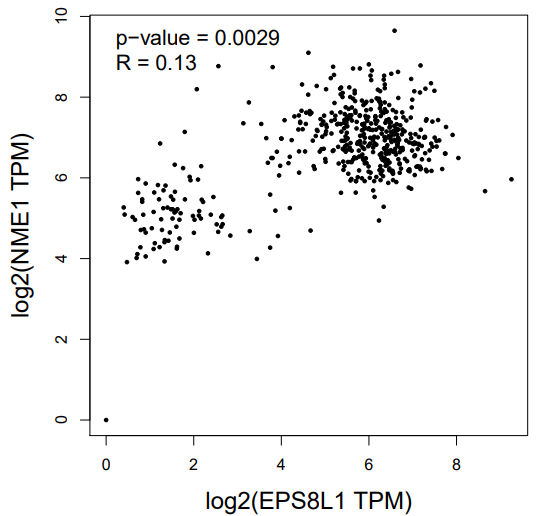 p−value = 0.0029
R = 0.13
10
8
6
4
2
0
log2(NME1 TPM)
0 2 4 6 8
log2(EPS8L1 TPM)